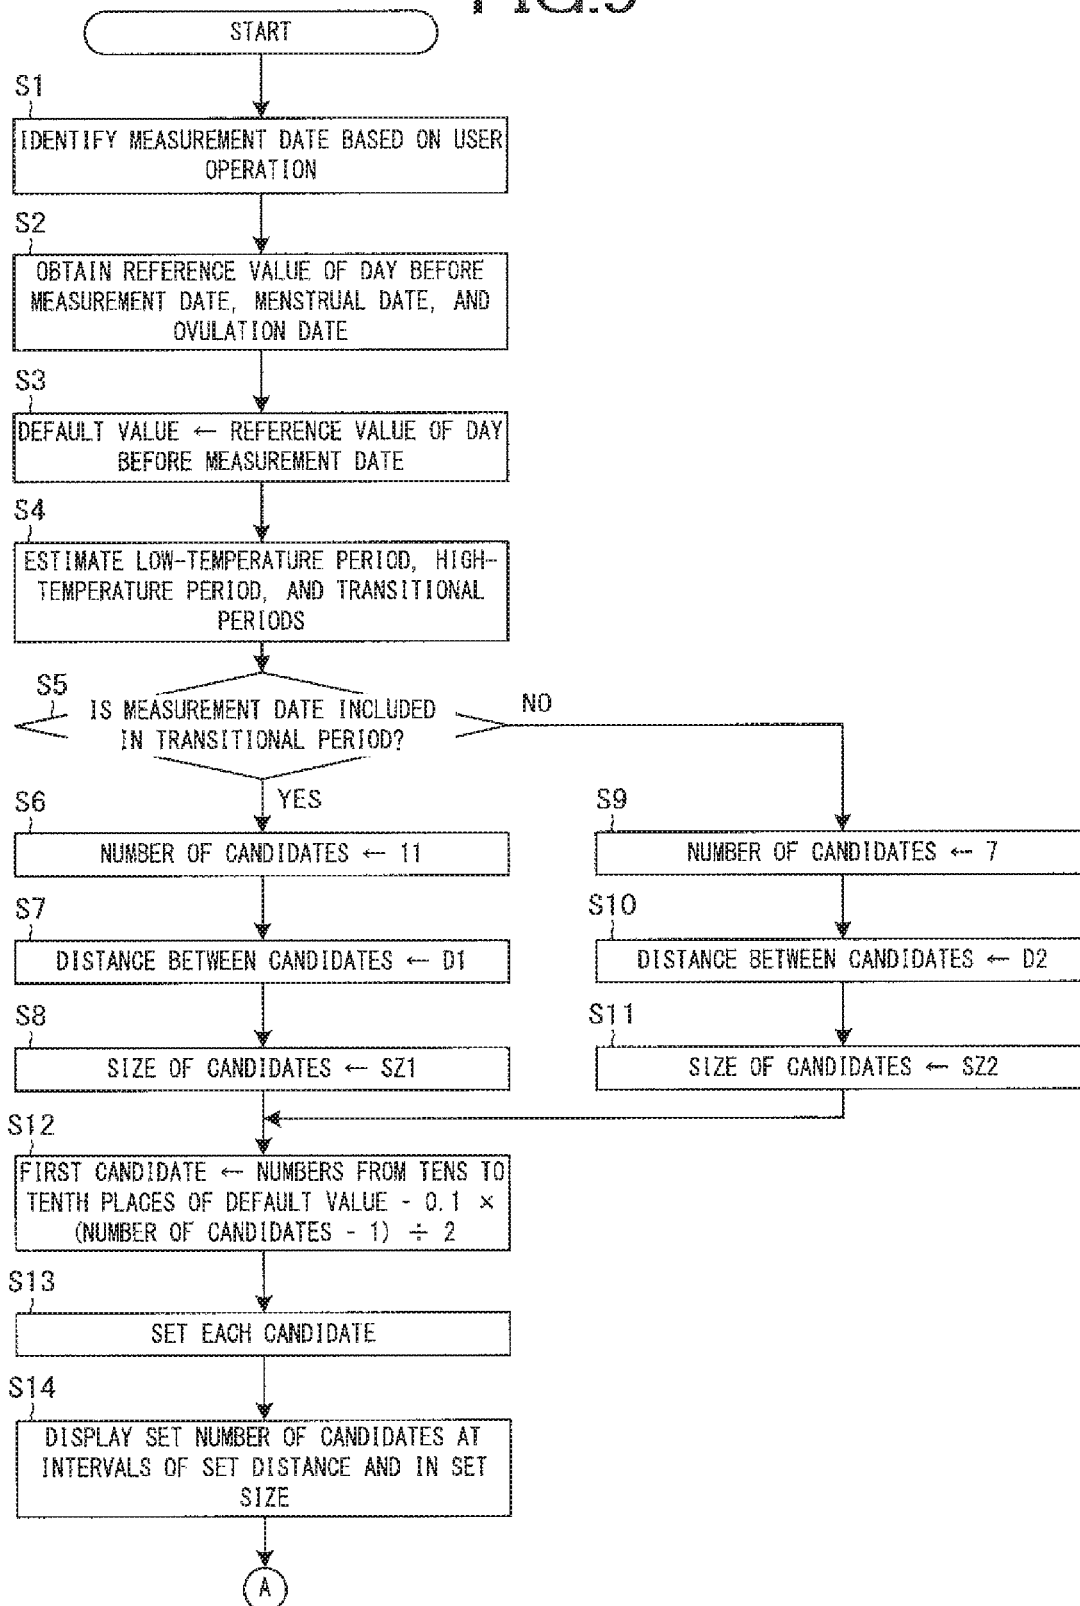 START
S1
IDENTIFY MEASUREMENT DATE BASED ON USER
OPERATION
S2
OBTAIN REFERENCE VALUE OF DAY BEFORE
MEASUREMENT DATE, MENSTRUAL DATE, AND
OVULATION DATE
S3
DEFAULT VALUE ← REFERENCE VALUE OF DAY
BEFORE MEASUREMENT DATE
S4
ESTIMATE LOW-TEMPERATURE PERIOD, HIGH-
TEMPERATURE PERIOD, AND TRANSITIONAL
PERIODS
S5
IS MEASUREMENT DATE INCLUDED
IN TRANSITIONAL PERIOD?
NO
YES
S6
NUMBER OF CANDIDATES ← 11
S7
DISTANCE BETWEEN CANDIDATES ← D1
S8
SIZE OF CANDIDATES ← SZ1
S9
NUMBER OF CANDIDATES ← 7
S10
DISTANCE BETWEEN CANDIDATES ← D2
S11
SIZE OF CANDIDATES ← SZ2
S12
FIRST CANDIDATE ← NUMBERS FROM TENS TO
TENTH PLACES OF DEFAULT VALUE - 0.1 ×
(NUMBER OF CANDIDATES - 1) ÷ 2
S13
SET EACH CANDIDATE
S14
DISPLAY SET NUMBER OF CANDIDATES AT
INTERVALS OF SET DISTANCE AND IN SET
SIZE
A